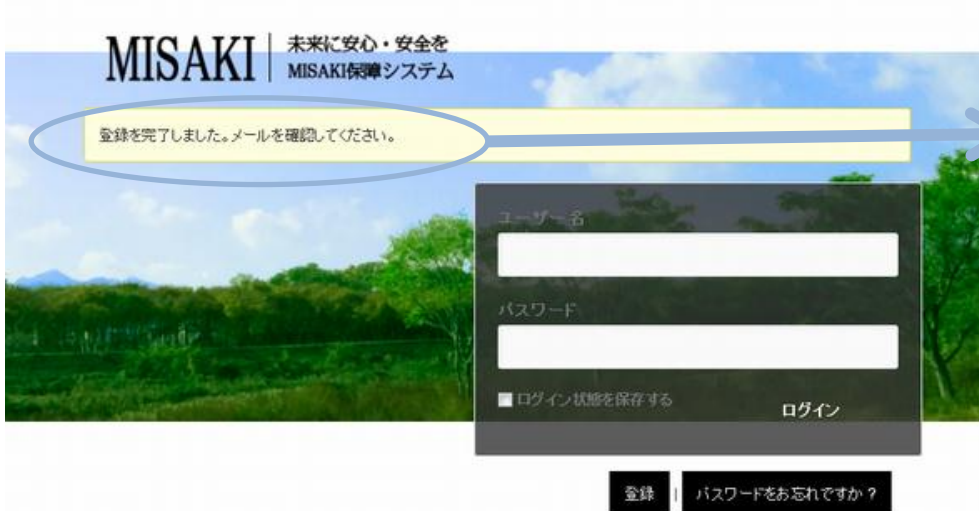 MISAKI
未来に安心・安全を
MISAKI保障システム
登録を完了しました。メールを確認してください。
ユーザー名
パスワード
ログイン状態を保存する
ログイン
登録 | パスワードをお忘れですか ?